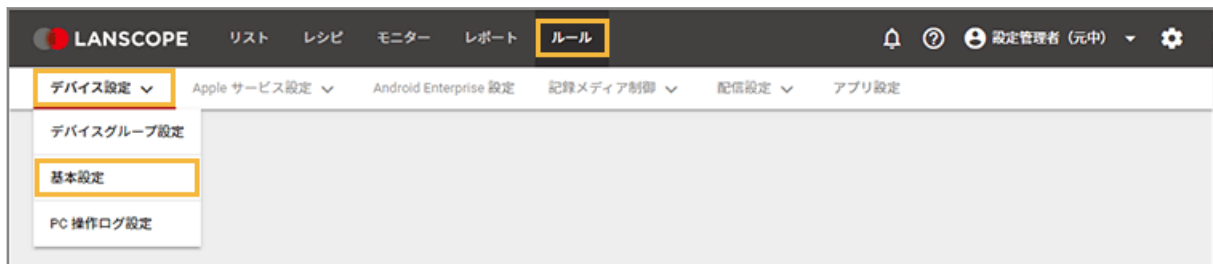 LANSCOPE リスト レシピ モニター レポート ルール 設定管理者（元中）
デバイス設定 Apple サービス設定 Android Enterprise 設定 記録メディア制御 配信設定 アプリ設定
デバイスグループ設定
基本設定
PC 操作ログ設定